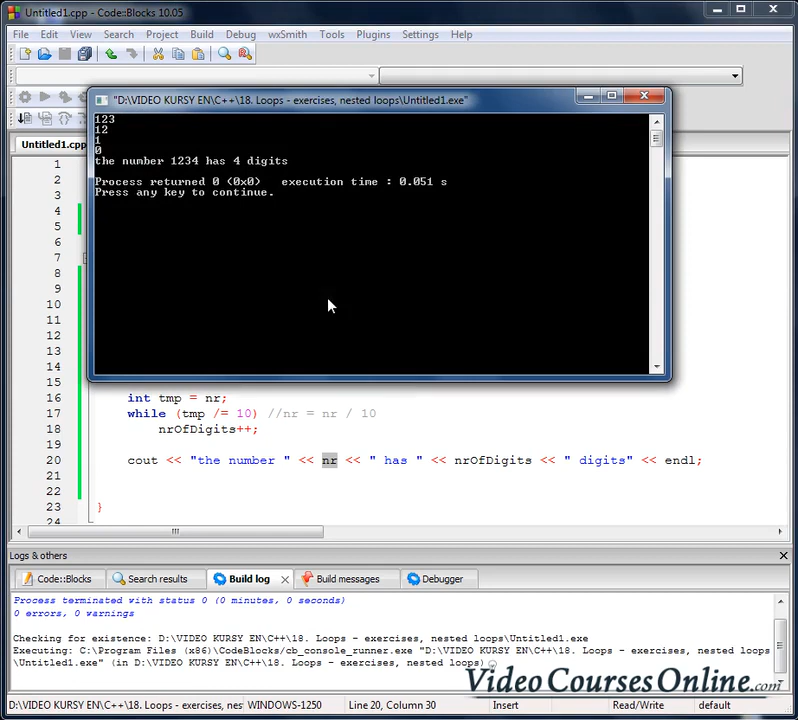 Untitled1.cpp - Code::Blocks 10.05
File Edit View Search Project Build Debug wxSmith Tools Plugins Settings Help
"D:\VIDEO KURSY EN\C++\18. Loops - exercises, nested loops\Untitled1.exe"
123
12
1
0
the number 1234 has 4 digits
Process returned 0 (0x0) execution time : 0.051 s
Press any key to continue.
Untitled1.cpp
1
2
3
4
5
6
7
8
9
10
11
12
13
14
15
16 int tmp = nr;
17 while (tmp /= 10) //nr = nr / 10
18 nrOfDigits++;
19
20 cout << "the number " << nr << " has " << nrOfDigits << " digits" << endl;
21
22
23 }
24
Logs & others
Code::Blocks Search results Build log Build messages Debugger
Process terminated with status 0 (0 minutes, 0 seconds)
0 errors, 0 warnings
Checking for existence: D:\VIDEO KURSY EN\C++\18. Loops - exercises, nested loops\Untitled1.exe
Executing: C:\Program Files (x86)\CodeBlocks/cb_console_runner.exe "D:\VIDEO KURSY EN\C++\18. Loops - exercises, nested loops
\Untitled1.exe" (in D:\VIDEO KURSY EN\C++\18. Loops - exercises, nested loops)
VideoCoursesOnline.com
D:\VIDEO KURSY EN\C++\18. Loops - exercises, nes WINDOWS-1250 Line 20, Column 30 Insert Read/Write default